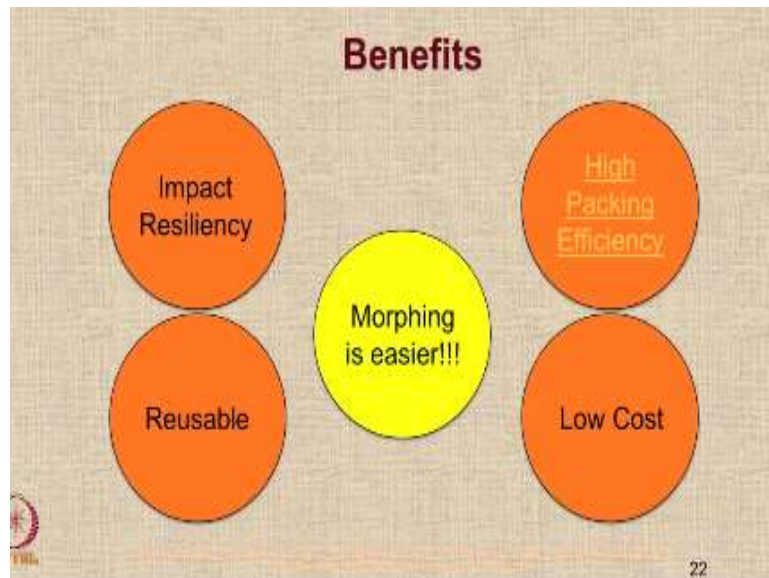 Benefits
Impact
Resiliency
High
Packing
Efficiency
Morphing
is easier!!!
Reusable
Low Cost
22